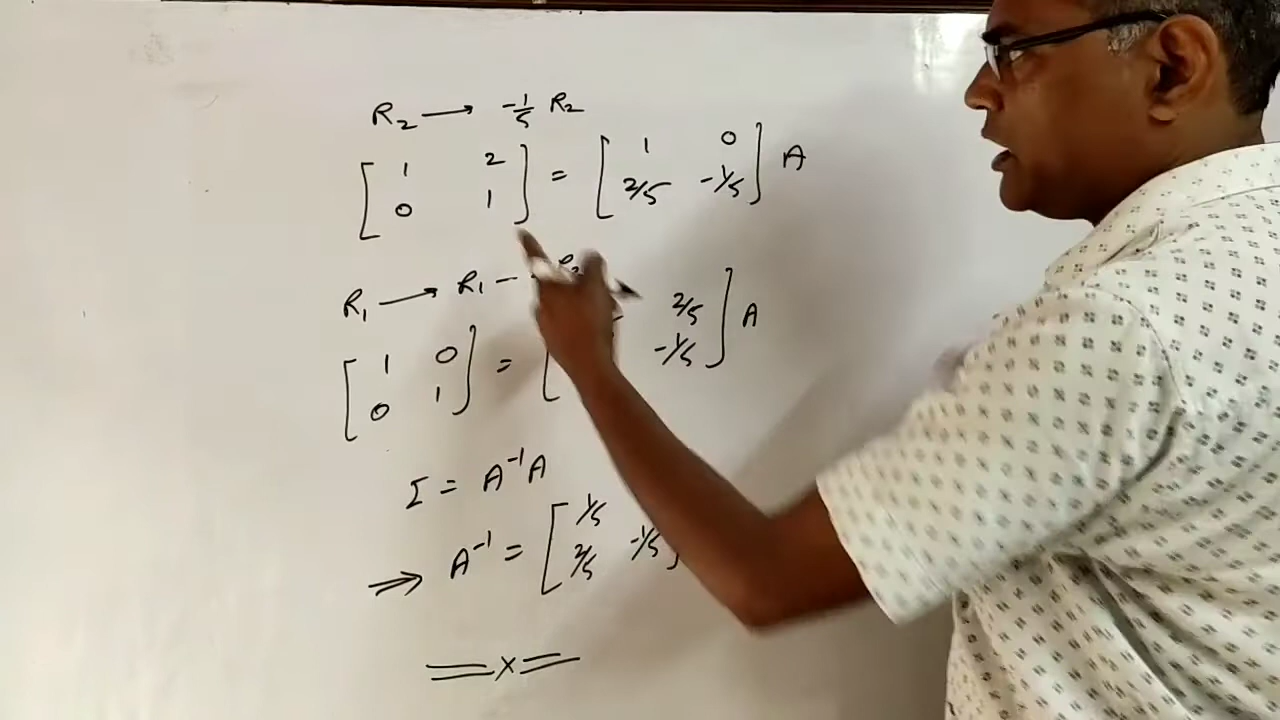 R₂ ⟶ -1/5 R₂
[ 1 2 ; 0 1 ] = [ 1 0 ; 2/5 -1/5 ] A
R₁ ⟶ R₁ -
[ 1 0 ; 0 1 ] = [ 2/5 ; -1/5 ] A
I = A⁻¹A
⇒ A⁻¹ = [ 1/5 ; 2/5 -1/5 ]
==x==